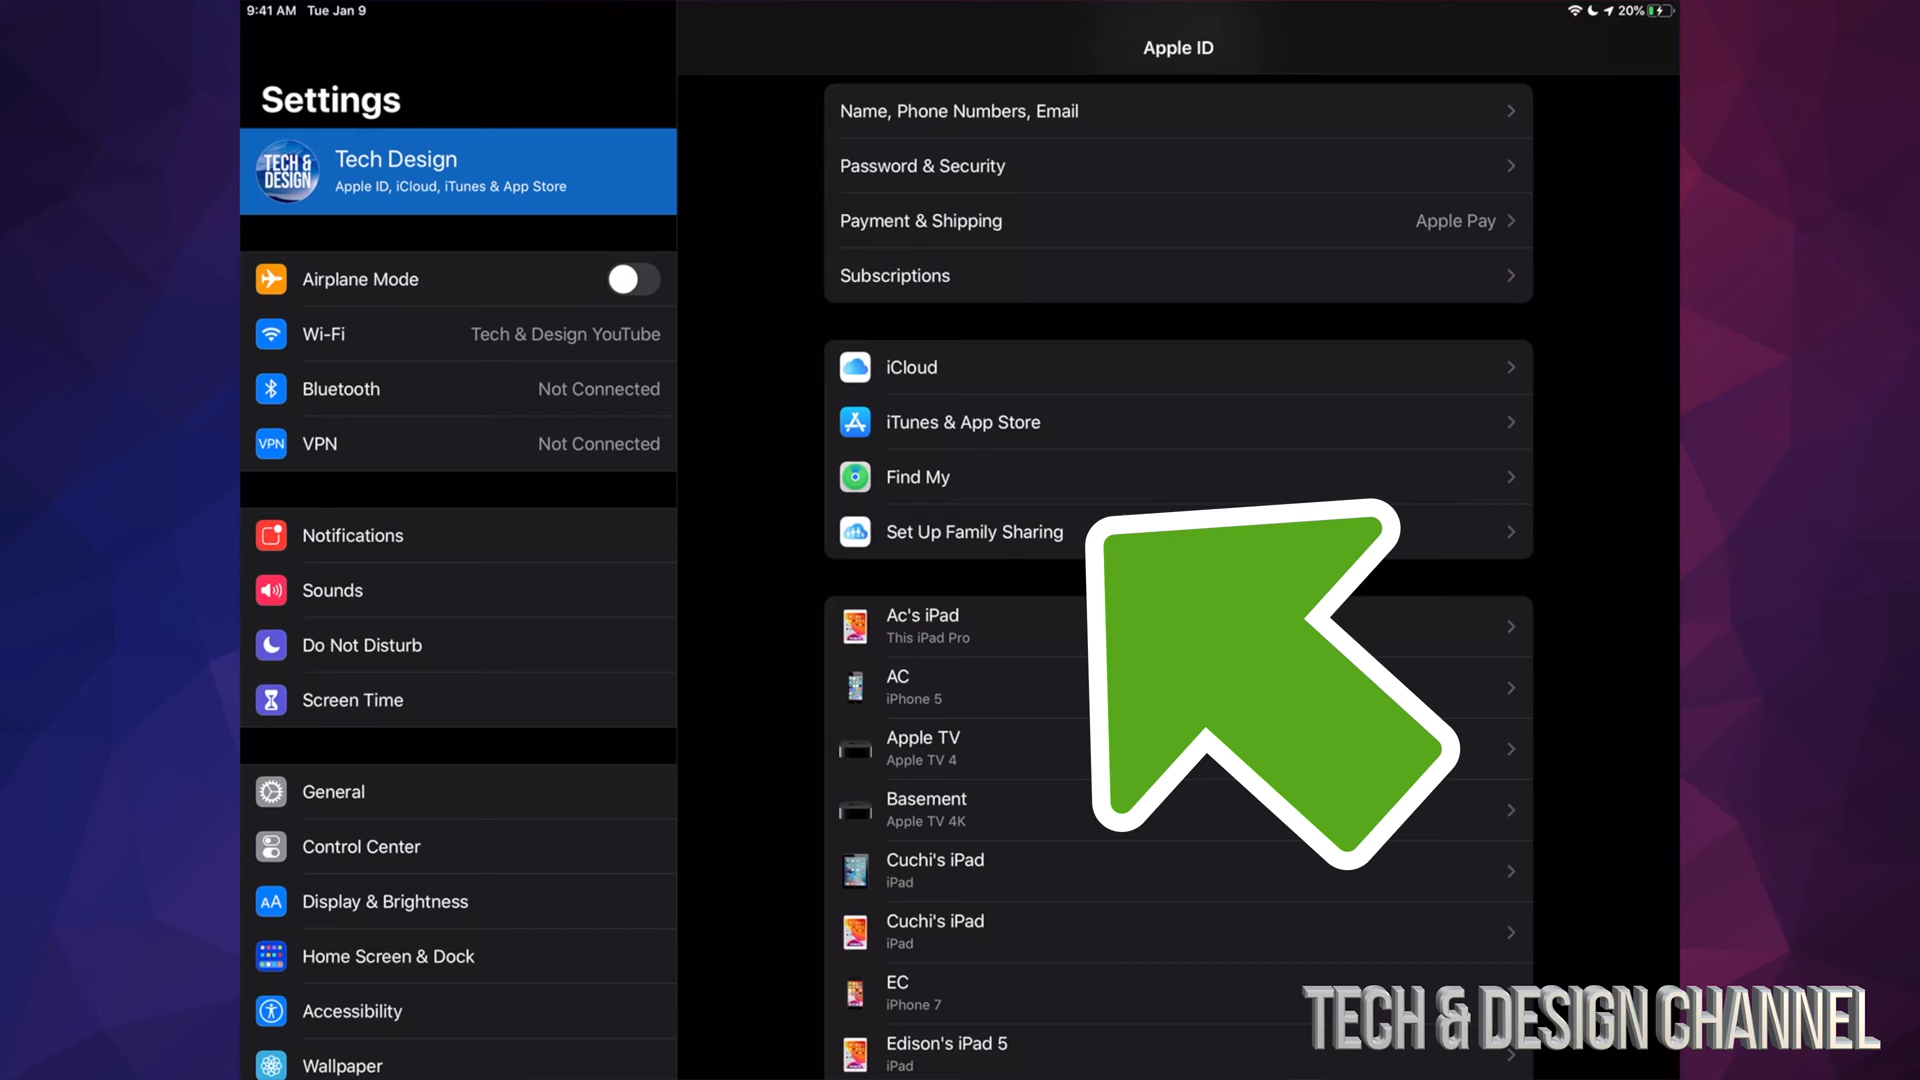 9:41 AM Tue Jan 9
20%
Settings
TECH &
DESIGN
Tech Design
Apple ID, iCloud, iTunes & App Store
Airplane Mode
Wi-Fi Tech & Design YouTube
Bluetooth Not Connected
VPN VPN Not Connected
Notifications
Sounds
Do Not Disturb
Screen Time
General
Control Center
AA Display & Brightness
Home Screen & Dock
Accessibility
Wallpaper
Apple ID
Name, Phone Numbers, Email
Password & Security
Payment & Shipping Apple Pay
Subscriptions
iCloud
iTunes & App Store
Find My
Set Up Family Sharing
Ac's iPad
This iPad Pro
AC
iPhone 5
Apple TV
Apple TV 4
Basement
Apple TV 4K
Cuchi's iPad
iPad
Cuchi's iPad
iPad
EC
iPhone 7
Edison's iPad 5
iPad
TECH & DESIGN CHANNEL